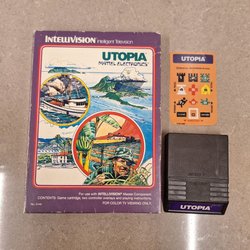 INTELLIVISION Intelligent Television
UTOPIA
MATTEL ELECTRONICS
For use with INTELLIVISION Master Component
CONTENTS: Game cartridge, two controller overlays and playing instructions.
FOR COLOR TV VIEWING ONLY
UTOPIA
UTOPIA